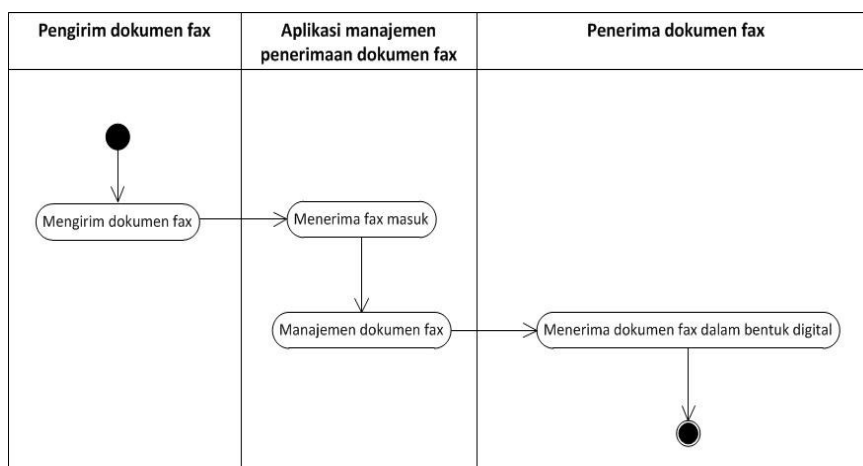 Pengirim dokumen fax
Aplikasi manajemen
penerimaan dokumen fax
Penerima dokumen fax
Mengirim dokumen fax
Menerima fax masuk
Manajemen dokumen fax
Menerima dokumen fax dalam bentuk digital